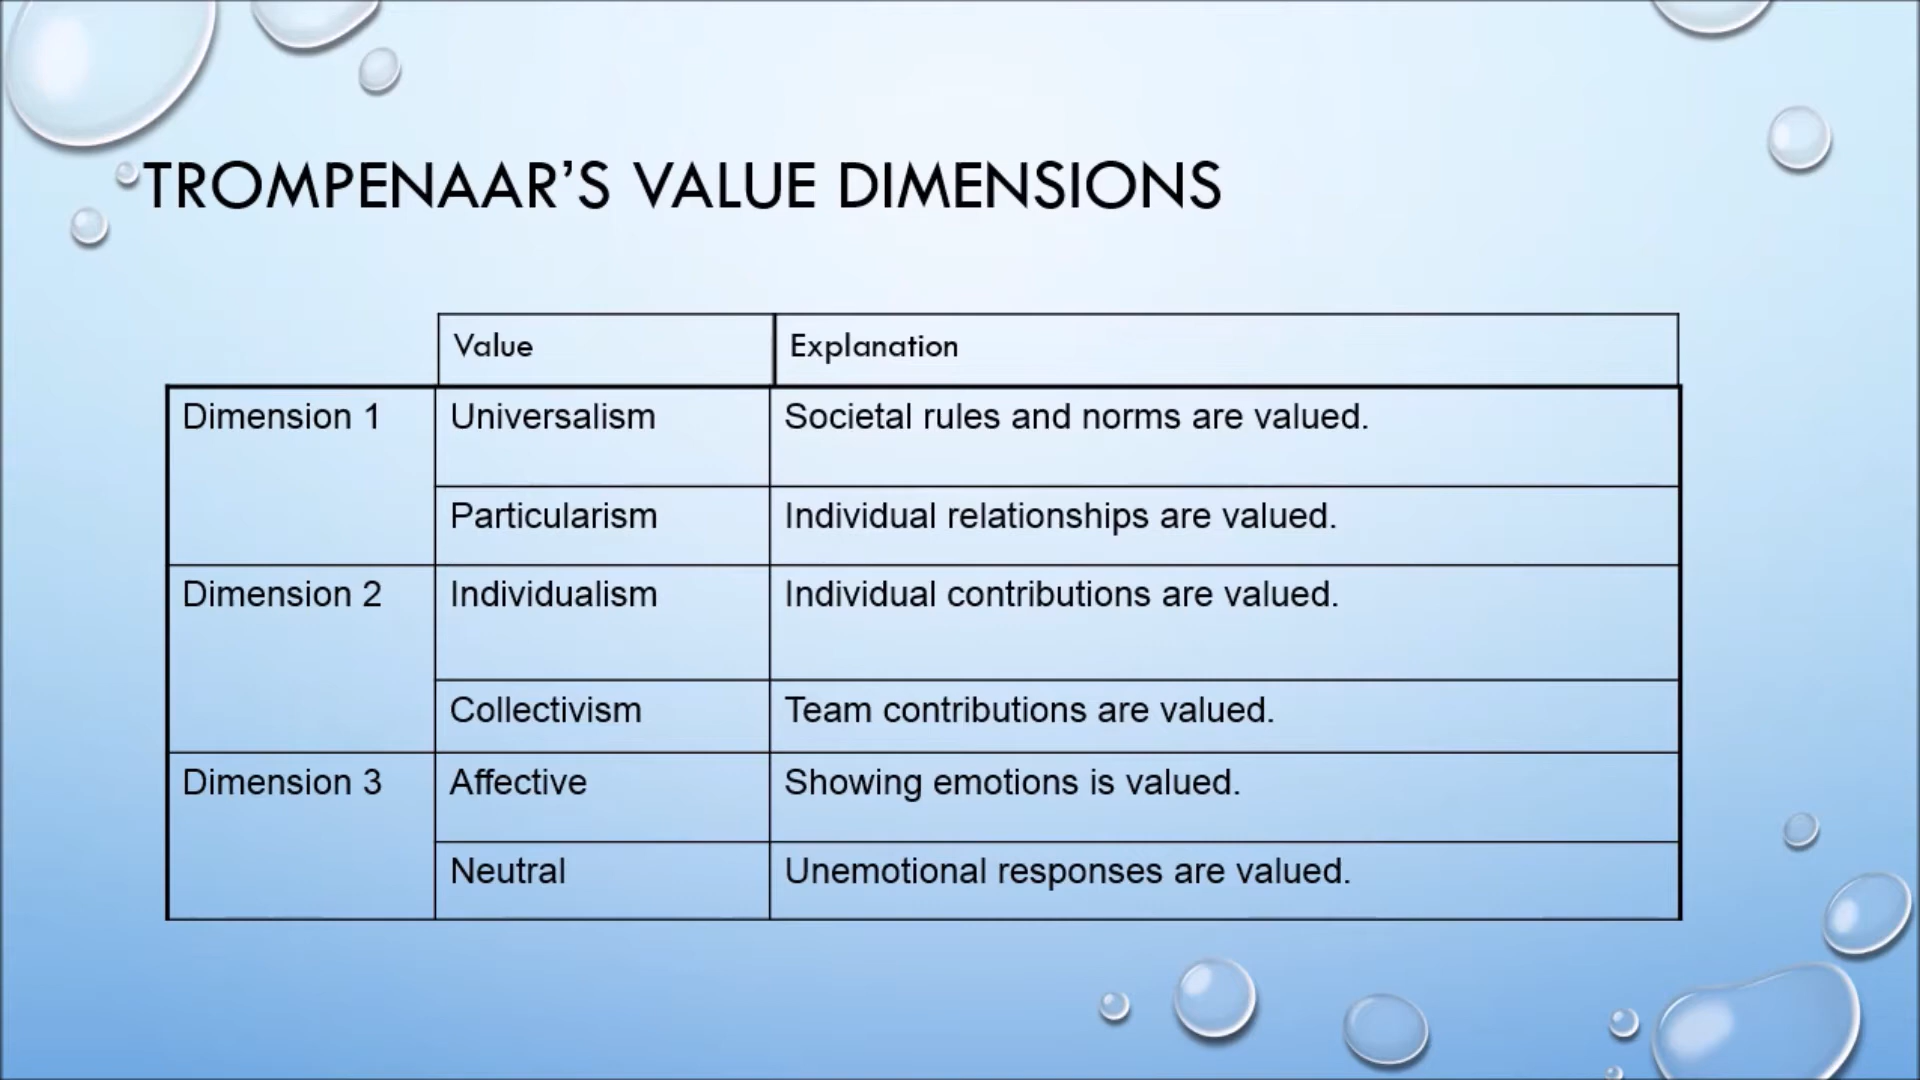 TROMPENAAR’S VALUE DIMENSIONS
Value Explanation
Dimension 1 Universalism Societal rules and norms are valued.
Particularism Individual relationships are valued.
Dimension 2 Individualism Individual contributions are valued.
Collectivism Team contributions are valued.
Dimension 3 Affective Showing emotions is valued.
Neutral Unemotional responses are valued.